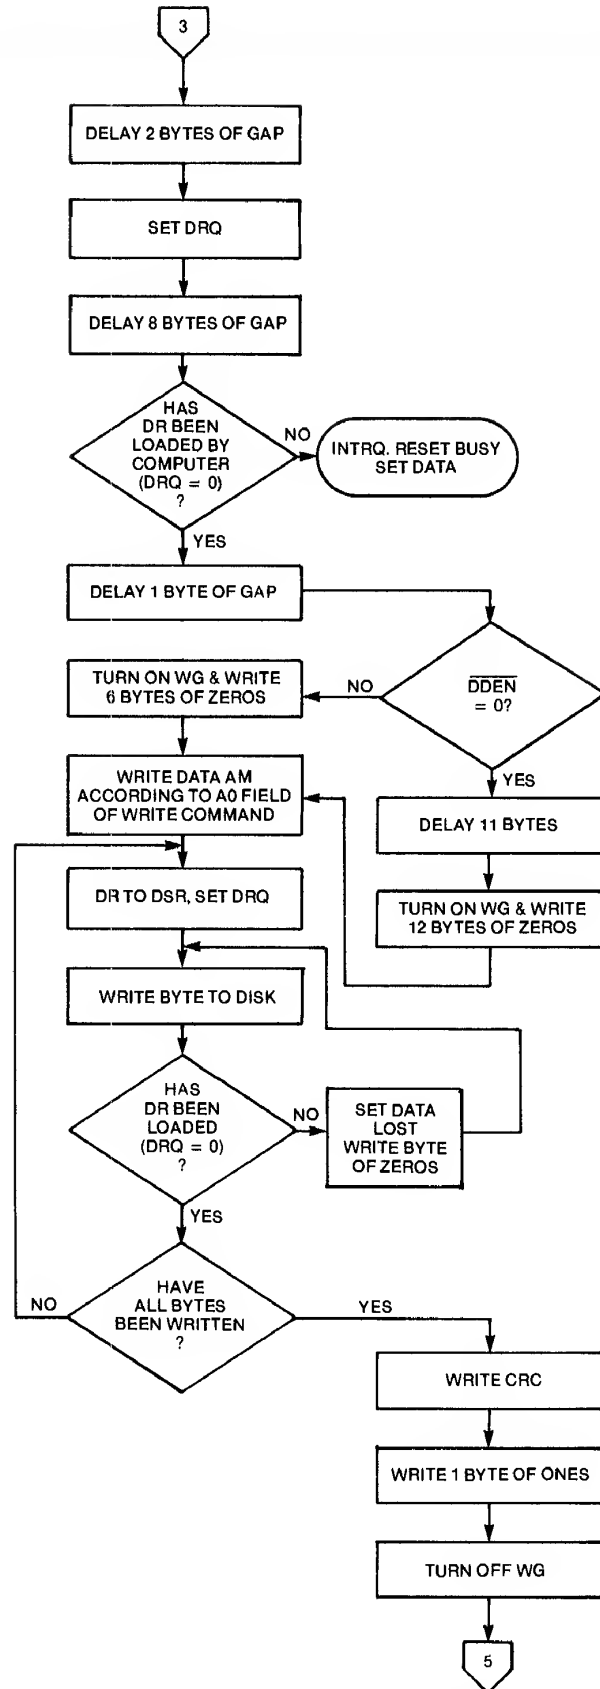 3
DELAY 2 BYTES OF GAP
SET DRQ
DELAY 8 BYTES OF GAP
HAS
DR BEEN
LOADED BY
COMPUTER
(DRQ = 0)
?
NO
INTRQ. RESET BUSY
SET DATA
YES
DELAY 1 BYTE OF GAP
DDEN
= 0?
NO
TURN ON WG & WRITE
6 BYTES OF ZEROS
YES
WRITE DATA AM
ACCORDING TO A0 FIELD
OF WRITE COMMAND
DELAY 11 BYTES
TURN ON WG & WRITE
12 BYTES OF ZEROS
DR TO DSR, SET DRQ
WRITE BYTE TO DISK
HAS
DR BEEN
LOADED
(DRQ = 0)
?
NO
SET DATA
LOST
WRITE BYTE
OF ZEROS
YES
HAVE
ALL BYTES
BEEN WRITTEN
?
NO
YES
WRITE CRC
WRITE 1 BYTE OF ONES
TURN OFF WG
5